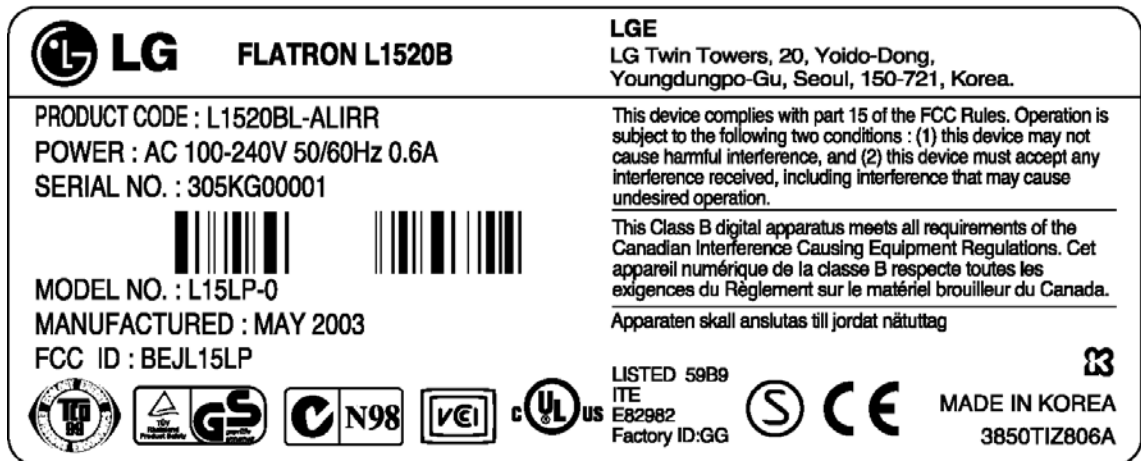 LG FLATRON L1520B
LGE
LG Twin Towers, 20, Yoido-Dong,
Youngdungpo-Gu, Seoul, 150-721, Korea.
PRODUCT CODE : L1520BL-ALIRR
POWER : AC 100-240V 50/60Hz 0.6A
SERIAL NO. : 305KG00001
MODEL NO. : L15LP-0
MANUFACTURED : MAY 2003
FCC ID : BEJL15LP
This device complies with part 15 of the FCC Rules. Operation is
subject to the following two conditions : (1) this device may not
cause harmful interference, and (2) this device must accept any
interference received, including interference that may cause
undesired operation.
This Class B digital apparatus meets all requirements of the
Canadian Interference Causing Equipment Regulations. Cet
appareil numérique de la classe B respecte toutes les
exigences du Règlement sur le matériel brouilleur du Canada.
Apparaten skall anslutas till jordat nätuttag
TCO
99
TÜV
Rheinland
Product Safety
GS
N98
VCI
C UL US
LISTED 59B9
ITE
E82982
Factory ID:GG
S
CE
MADE IN KOREA
3850TIZ806A